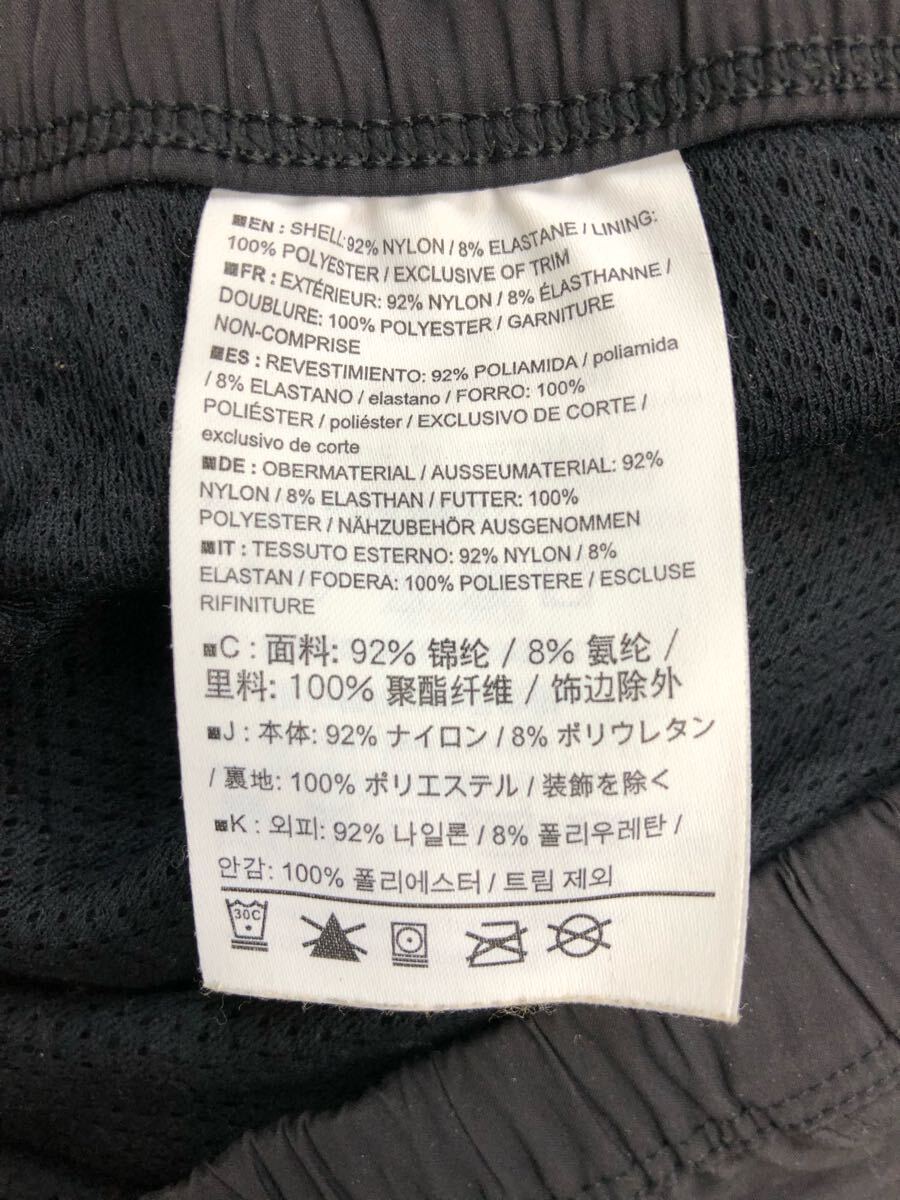 EN : SHELL: 92% NYLON / 8% ELASTANE / LINING:
100% POLYESTER / EXCLUSIVE OF TRIM
FR : EXTÉRIEUR: 92% NYLON / 8% ÉLASTHANNE /
DOUBLURE: 100% POLYESTER / GARNITURE
NON-COMPRISE
ES : REVESTIMIENTO: 92% POLIAMIDA / poliamida
/ 8% ELASTANO / elastano / FORRO: 100%
POLIÉSTER / poliéster / EXCLUSIVO DE CORTE /
exclusivo de corte
DE : OBERMATERIAL / AUSSEUMATERIAL: 92%
NYLON / 8% ELASTHAN / FUTTER: 100%
POLYESTER / NÄHZUBEHÖR AUSGENOMMEN
IT : TESSUTO ESTERNO: 92% NYLON / 8%
ELASTAN / FODERA: 100% POLIESTERE / ESCLUSE
RIFINITURE
C : 面料: 92% 锦纶 / 8% 氨纶 /
里料: 100% 聚酯纤维 / 饰边除外
J : 本体: 92% ナイロン / 8% ポリウレタン
/ 裏地: 100% ポリエステル / 装飾を除く
K : 외피: 92% 나일론 / 8% 폴리우레탄 /
안감: 100% 폴리에스터 / 트림 제외
30C